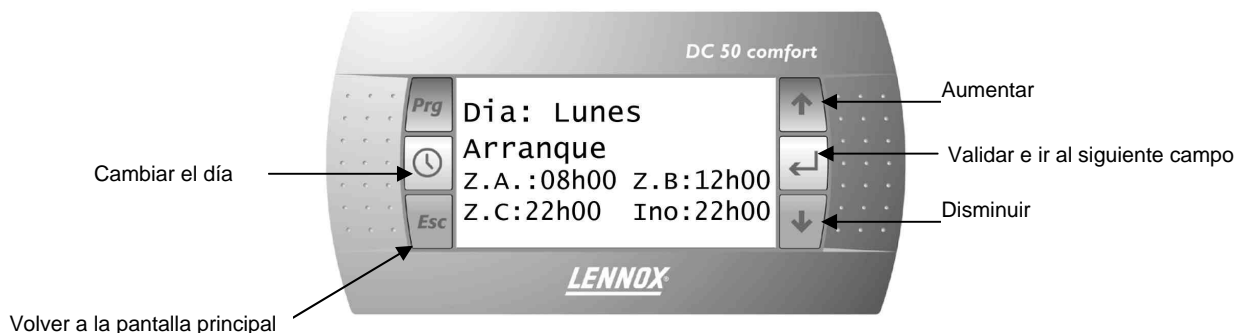 DC 50 comfort
Aumentar
Prg
Dia: Lunes
Arranque
Validar e ir al siguiente campo
Cambiar el día
Z.A.:08h00 Z.B:12h00
Z.C:22h00 Ino:22h00
Disminuir
Esc
LENNOX
Volver a la pantalla principal